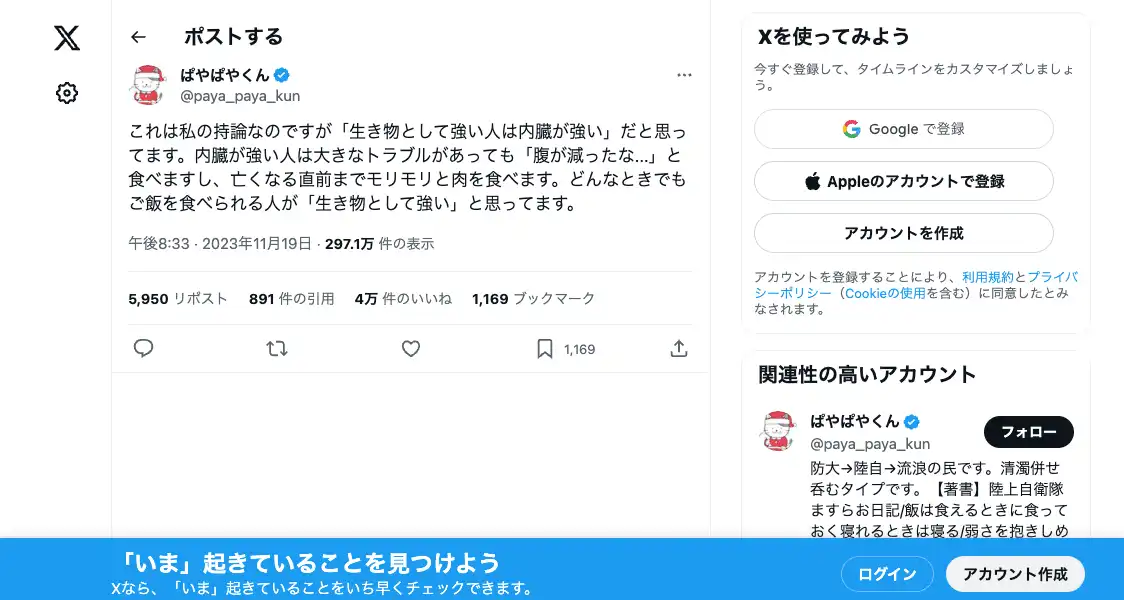 ポストする
ぱやぱやくん
@paya_paya_kun
これは私の持論なのですが「生き物として強い人は内臓が強い」だと思っ
てます。内臓が強い人は大きなトラブルがあっても「腹が減ったな...」と
食べますし、亡くなる直前までモリモリと肉を食べます。どんなときでも
ご飯を食べられる人が「生き物として強い」と思ってます。
午後8:33 · 2023年11月19日 · 297.1万 件の表示
5,950 リポスト 891 件の引用 4万 件のいいね 1,169 ブックマーク
1,169
Xを使ってみよう
今すぐ登録して、タイムラインをカスタマイズしましょ
う。
Google で登録
Appleのアカウントで登録
アカウントを作成
アカウントを登録することにより、利用規約とプライバ
シーポリシー（Cookieの使用を含む）に同意したとみ
なされます。
関連性の高いアカウント
ぱやぱやくん
@paya_paya_kun
フォロー
防大→陸自→流浪の民です。清濁併せ
呑むタイプです。【著書】陸上自衛隊
ますらお日記/飯は食えるときに食って
おく寝れるときは寝る/弱さを抱きしめ
「いま」起きていることを見つけよう
Xなら、「いま」起きていることをいち早くチェックできます。
ログイン
アカウント作成